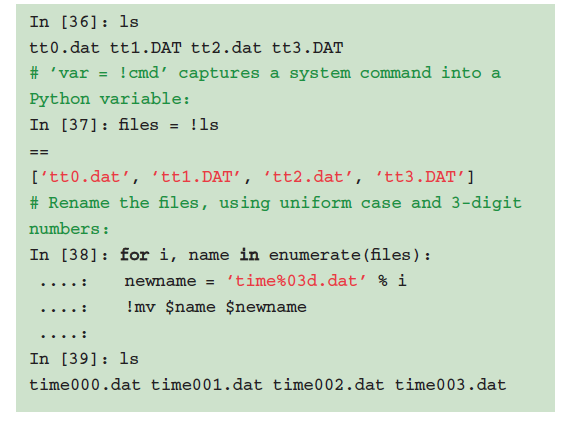 In [36]: ls
tt0.dat tt1.DAT tt2.dat tt3.DAT
# ‘var = !cmd’ captures a system command into a
Python variable:
In [37]: files = !ls
==
[‘tt0.dat’, ‘tt1.DAT’, ‘tt2.dat’, ‘tt3.DAT’]
# Rename the files, using uniform case and 3-digit
numbers:
In [38]: for i, name in enumerate(files):
....: newname = ‘time%03d.dat’ % i
....: !mv $name $newname
....:
In [39]: ls
time000.dat time001.dat time002.dat time003.dat